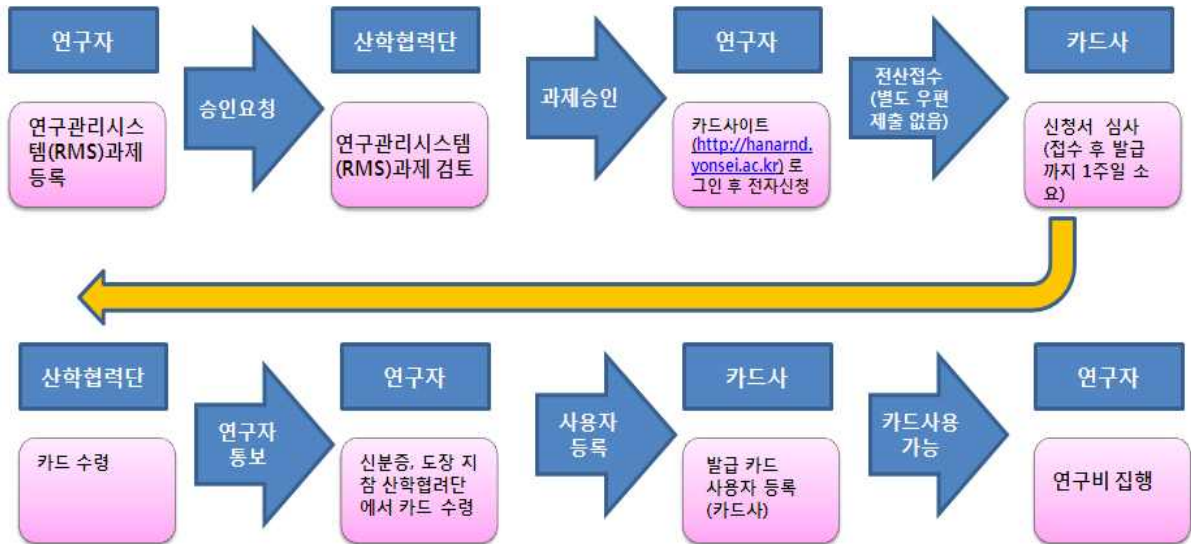 연구자
산학협력단
연구자
카드사
승인요청
과제승인
전산접수
(별도 우편
제출 없음)
연구관리시스
템(RMS)과제
등록
연구관리시스템
(RMS)과제 검토
카드사이트
(http://hanarnd.
yonsei.ac.kr) 로
그인 후 전자신청
신청서 심사
(접수 후 발급
까지 1주일 소
요)
산학협력단
연구자
카드사
연구자
연구자
통보
사용자
등록
카드사용
가능
카드 수령
신분증, 도장 지
참 산학협려단
에서 카드 수령
발급 카드
사용자 등록
(카드사)
연구비 집행